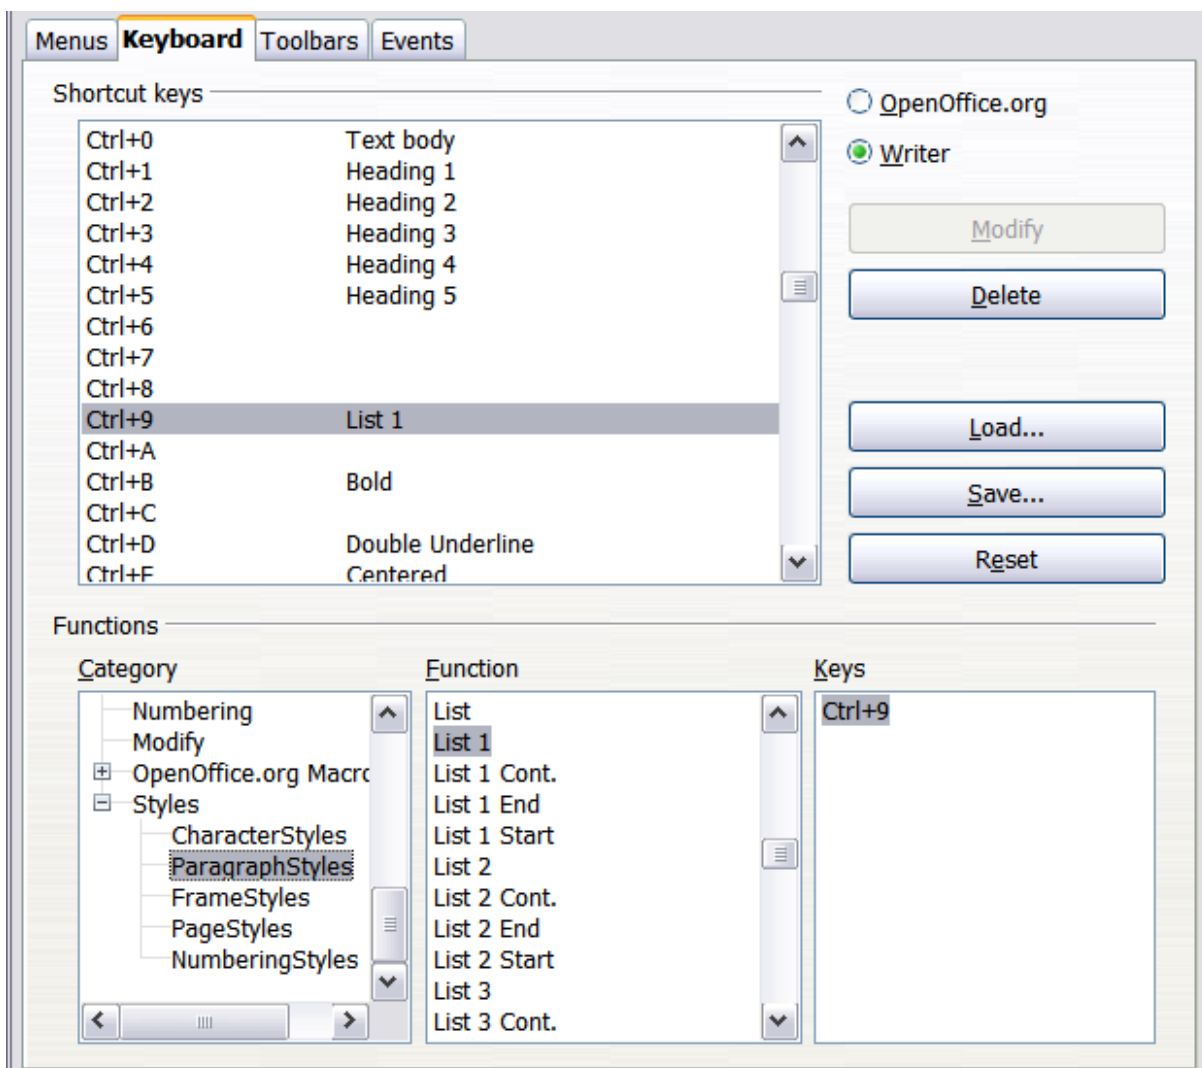 Menus Keyboard Toolbars Events
Shortcut keys
OpenOffice.org
Writer
Ctrl+0 Text body
Ctrl+1 Heading 1
Ctrl+2 Heading 2
Ctrl+3 Heading 3
Ctrl+4 Heading 4
Ctrl+5 Heading 5
Ctrl+6
Ctrl+7
Ctrl+8
Ctrl+9 List 1
Ctrl+A
Ctrl+B Bold
Ctrl+C
Ctrl+D Double Underline
Ctrl+E Centered
Modify
Delete
Load...
Save...
Reset
Functions
Category
Numbering
Modify
OpenOffice.org Macro
Styles
CharacterStyles
ParagraphStyles
FrameStyles
PageStyles
NumberingStyles
Function
List
List 1
List 1 Cont.
List 1 End
List 1 Start
List 2
List 2 Cont.
List 2 End
List 2 Start
List 3
List 3 Cont.
Keys
Ctrl+9